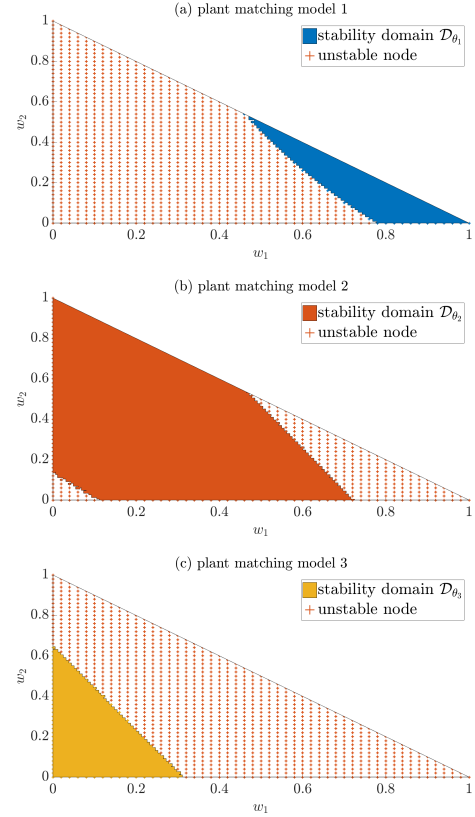 (a) plant matching model 1
stability domain 𝒟_θ₁
unstable node
1
0.8
0.6
0.4
0.2
0
w₂
0 0.2 0.4 0.6 0.8 1
w₁
(b) plant matching model 2
stability domain 𝒟_θ₂
unstable node
1
0.8
0.6
0.4
0.2
0
w₂
0 0.2 0.4 0.6 0.8 1
w₁
(c) plant matching model 3
stability domain 𝒟_θ₃
unstable node
1
0.8
0.6
0.4
0.2
0
w₂
0 0.2 0.4 0.6 0.8 1
w₁